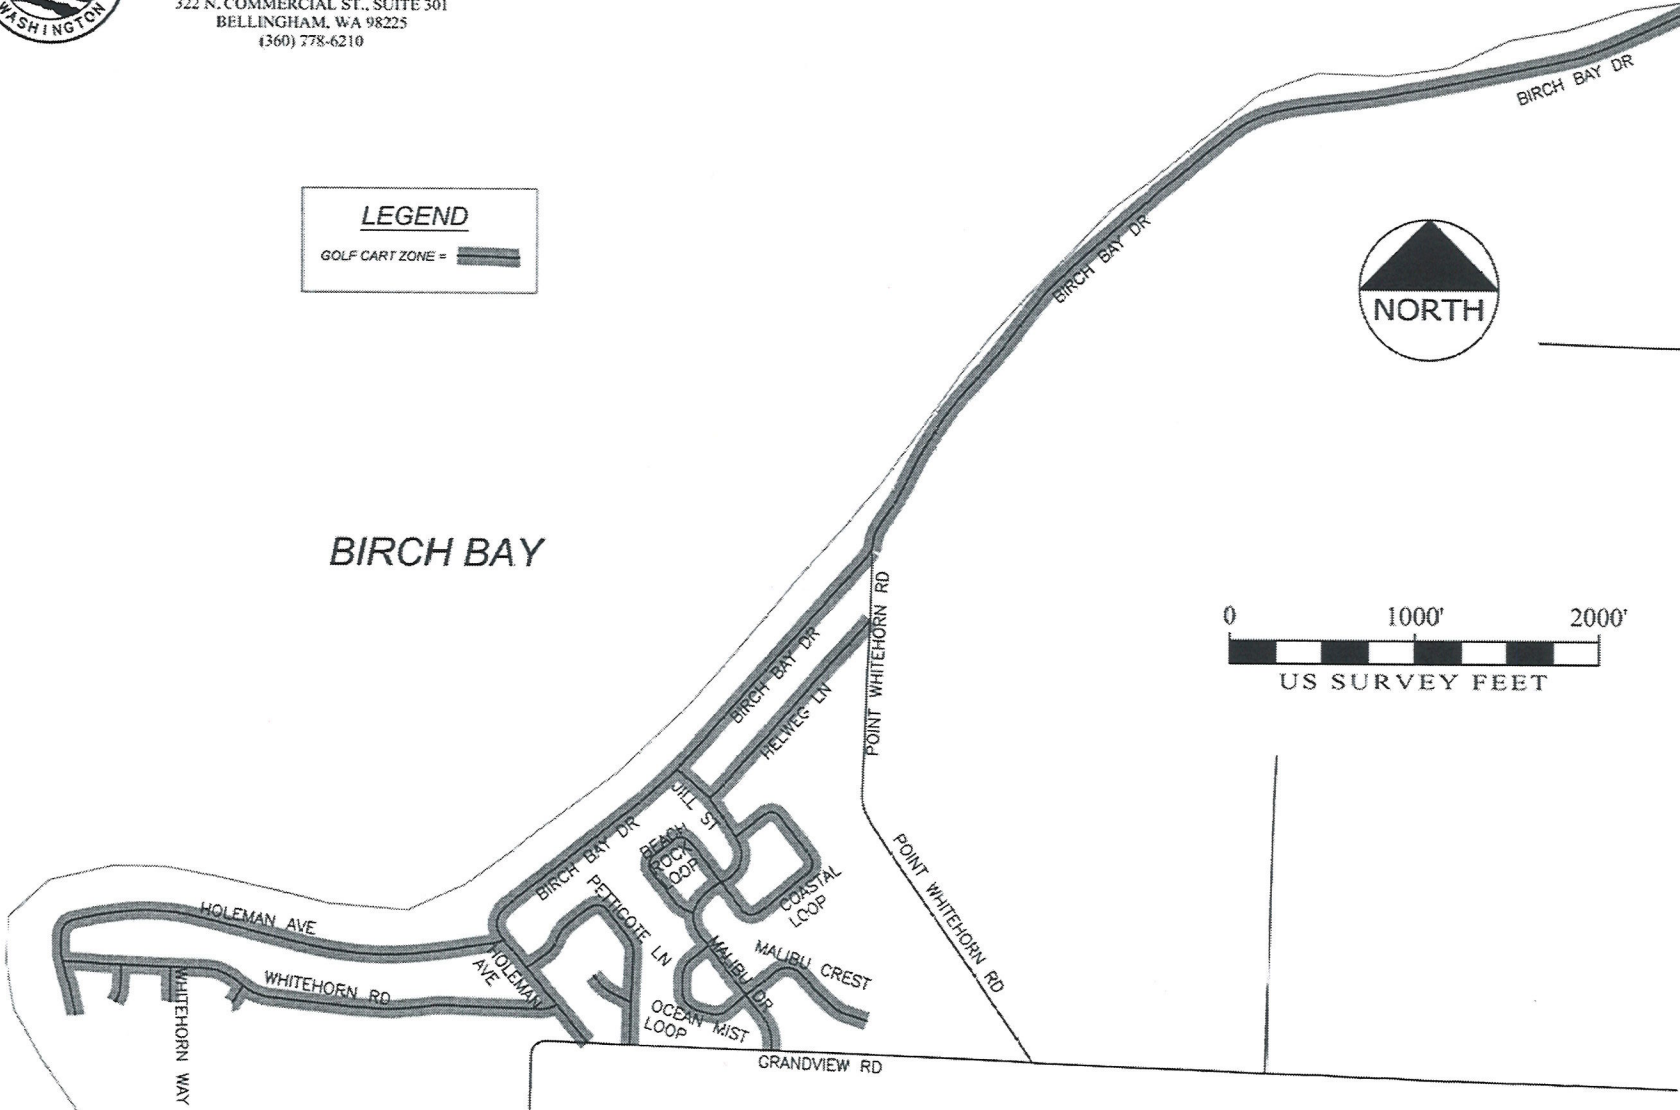 WASHINGTON
322 N. COMMERCIAL ST., SUITE 301
BELLINGHAM, WA 98225
(360) 778-6210
BIRCH BAY DR
LEGEND
GOLF CART ZONE =
BIRCH BAY DR
NORTH
BIRCH BAY
POINT WHITEHORN RD
0 1000' 2000'
US SURVEY FEET
BIRCH BAY DR
HELWEG LN
JILL ST
BIRCH BAY DR
BEACH
ROCK
LOOP
COASTAL
LOOP
POINT WHITEHORN RD
PETTICOTE LN
HOLEMAN AVE
HOLEMAN
AVE
MALIBU DR
MALIBU CREST
WHITEHORN RD
WHITEHORN WAY
OCEAN MIST
LOOP
GRANDVIEW RD